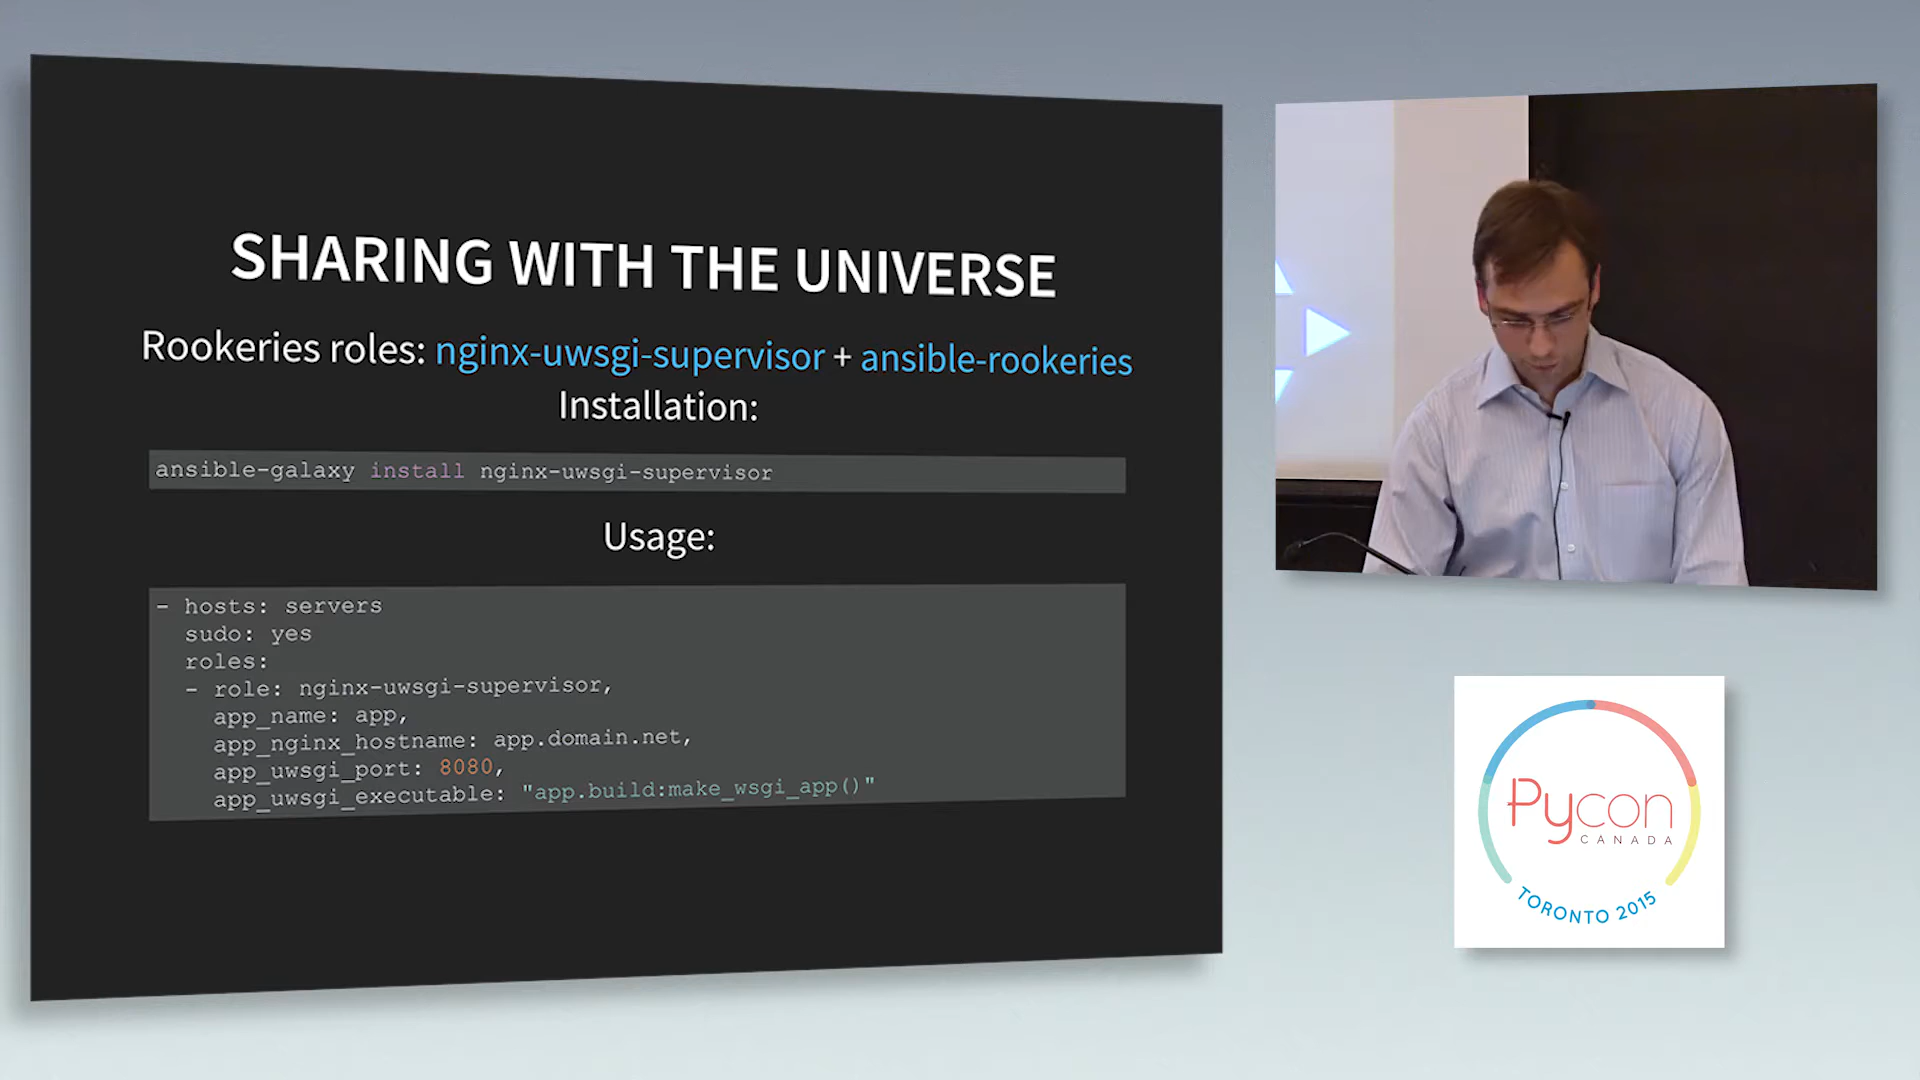 SHARING WITH THE UNIVERSE
Rookeries roles: nginx-uwsgi-supervisor + ansible-rookeries
Installation:
ansible-galaxy install nginx-uwsgi-supervisor
Usage:
- hosts: servers
  sudo: yes
  roles:
  - role: nginx-uwsgi-supervisor,
    app_name: app,
    app_nginx_hostname: app.domain.net,
    app_uwsgi_port: 8080,
    app_uwsgi_executable: "app.build:make_wsgi_app()"
Pycon
CANADA
TORONTO 2015